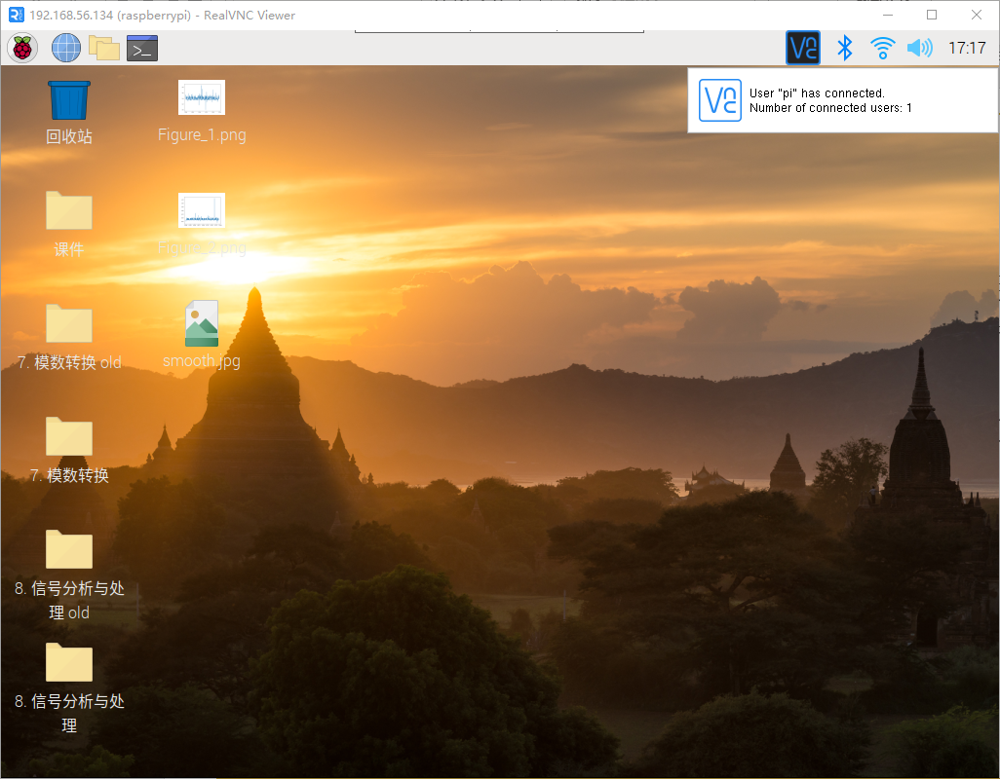 192.168.56.134 (raspberrypi) - RealVNC Viewer
17:17
User "pi" has connected.
Number of connected users: 1
回收站
Figure_1.png
课件
Figure_2.png
7. 模数转换 old
smooth.jpg
7. 模数转换
8. 信号分析与处
理 old
8. 信号分析与处
理